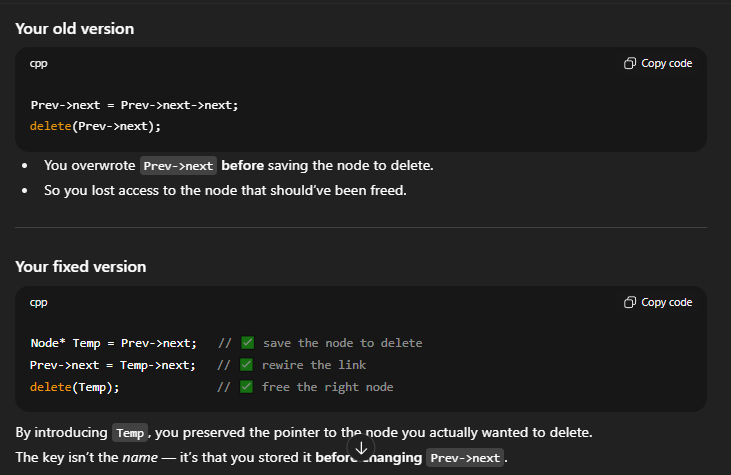 Your old version
cpp
Copy code
Prev->next = Prev->next->next;
delete(Prev->next);
You overwrote Prev->next before saving the node to delete.
So you lost access to the node that should've been freed.
Your fixed version
cpp
Copy code
Node* Temp = Prev->next;   // ✅ save the node to delete
Prev->next = Temp->next;   // ✅ rewire the link
delete(Temp);              // ✅ free the right node
By introducing Temp, you preserved the pointer to the node you actually wanted to delete.
The key isn't the name — it's that you stored it before changing Prev->next.